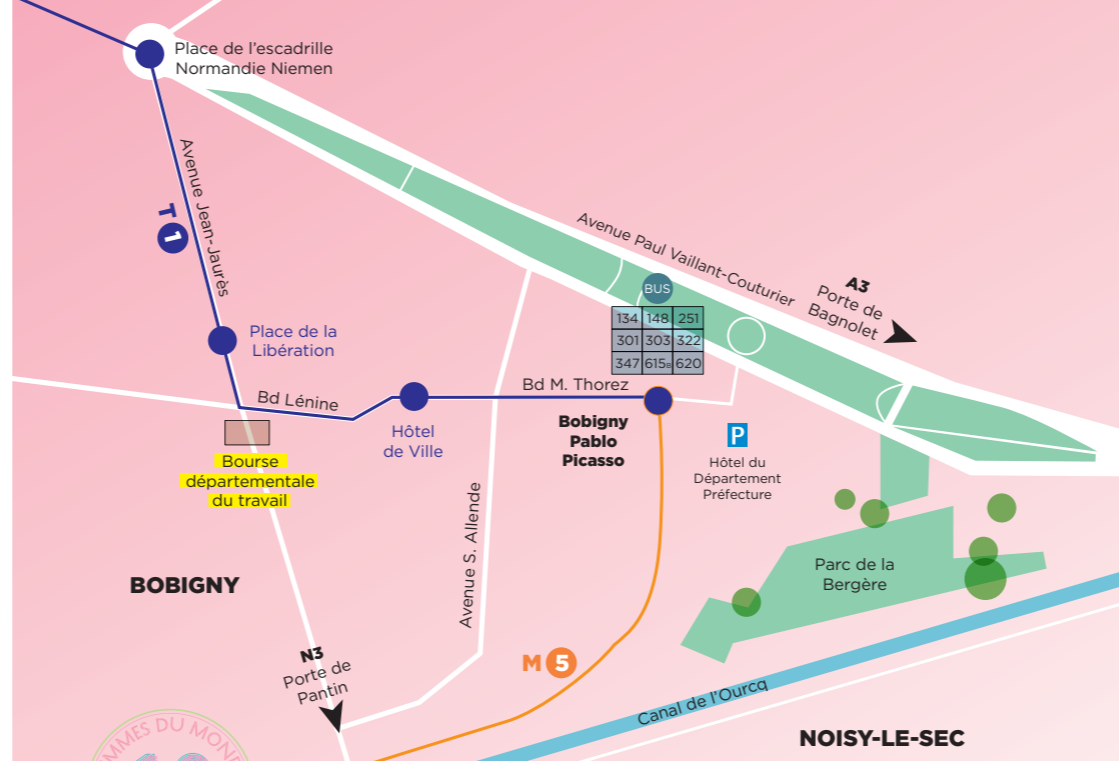 Place de l'escadrille
Normandie Niemen
Avenue Jean-Jaurès
T 1
Avenue Paul Vaillant-Couturier
A3
Porte de
Bagnolet
BUS
134 148 251
301 303 322
347 615B 620
Place de la
Libération
Bd Lénine
Bd M. Thorez
Hôtel
de Ville
Bobigny
Pablo
Picasso
P
Hôtel du
Département
Préfecture
Bourse
départementale
du travail
Avenue S. Allende
BOBIGNY
Parc de la
Bergère
N3
Porte de
Pantin
M 5
Canal de l'Ourcq
NOISY-LE-SEC
DU